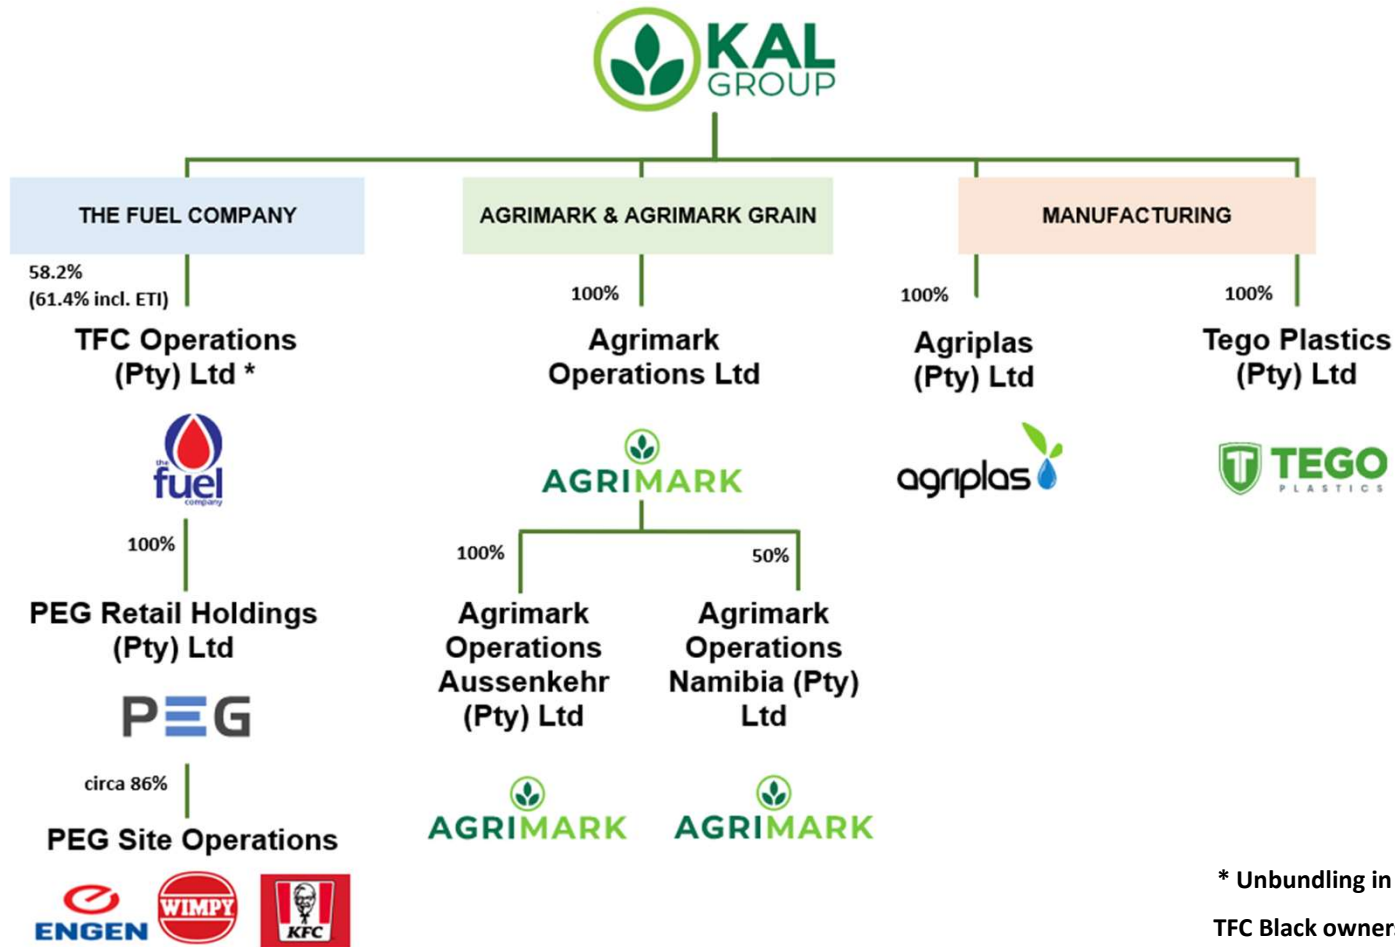 KAL
GROUP
THE FUEL COMPANY
AGRIMARK & AGRIMARK GRAIN
MANUFACTURING
58.2%
(61.4% incl. ETI)
100%
100%
100%
TFC Operations
(Pty) Ltd *
Agrimark
Operations Ltd
Agriplas
(Pty) Ltd
Tego Plastics
(Pty) Ltd
the
fuel
company
AGRIMARK
agriplas
TEGO
PLASTICS
100%
100%
50%
PEG Retail Holdings
(Pty) Ltd
Agrimark
Operations
Aussenkehr
(Pty) Ltd
Agrimark
Operations
Namibia (Pty)
Ltd
PEG
circa 86%
PEG Site Operations
AGRIMARK
AGRIMARK
ENGEN
WIMPY
KFC
* Unbundling in
TFC Black owner